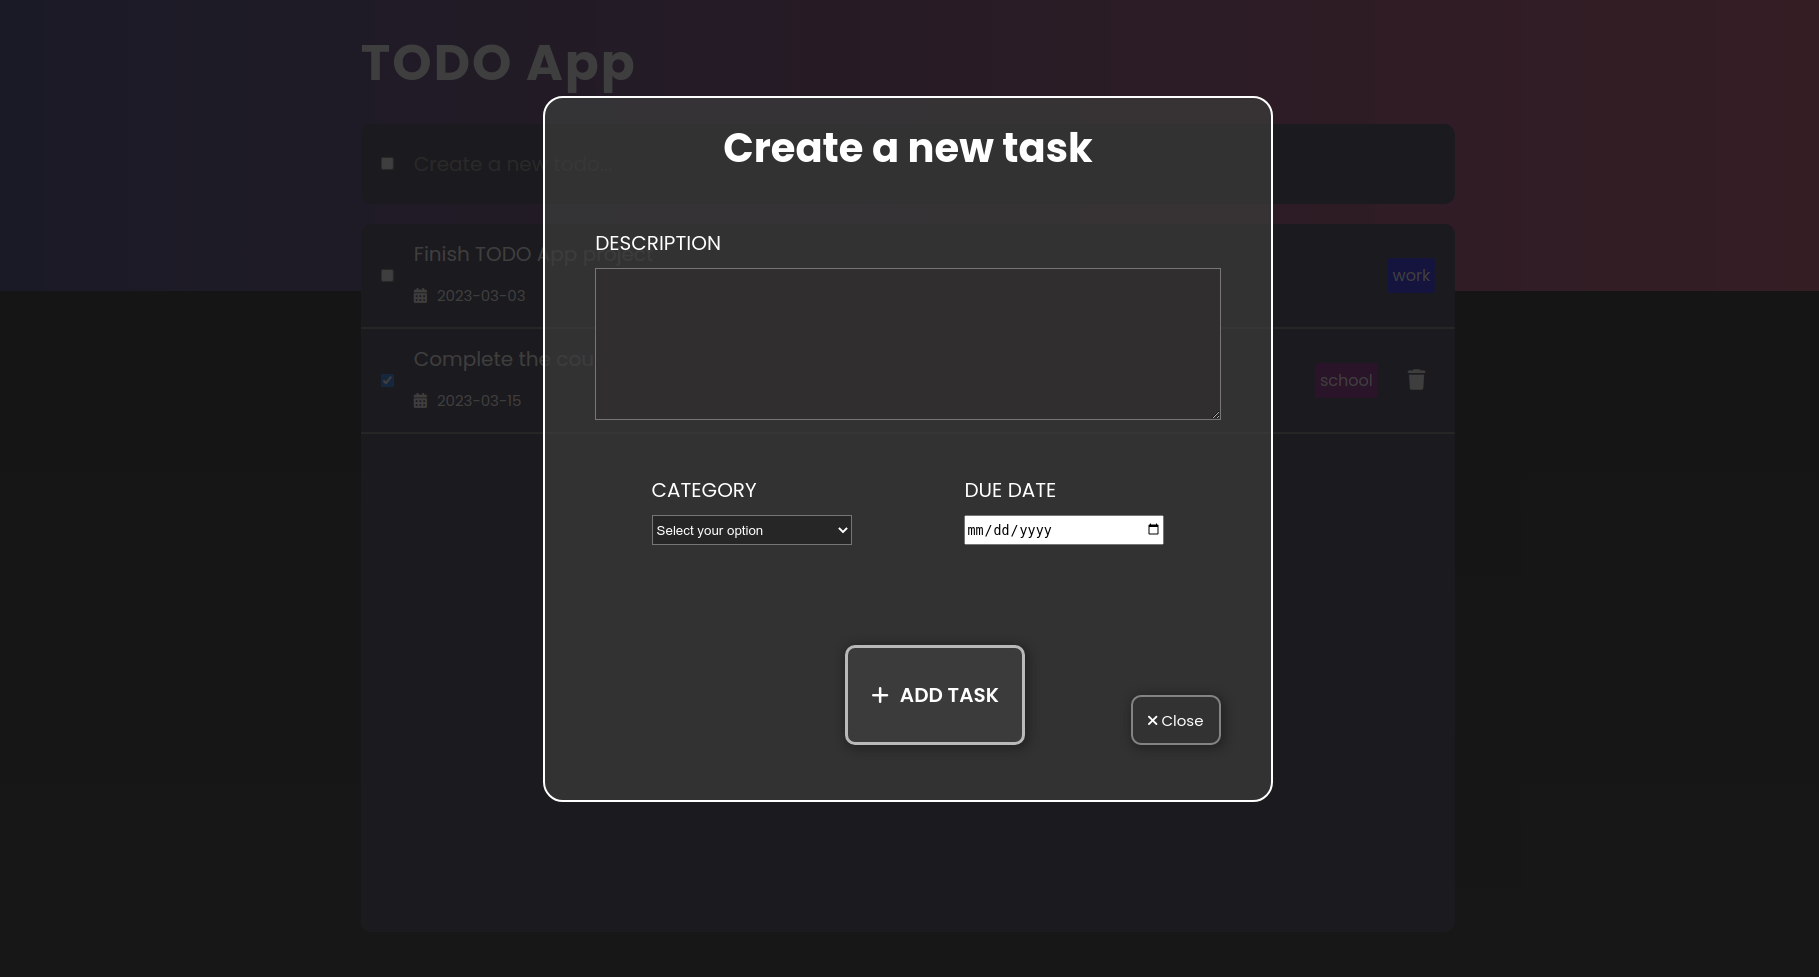 TODO App
Create a new task
Create a new todo...
DESCRIPTION
Finish TODO App project
2023-03-03
work
Complete the cou
2023-03-15
school
CATEGORY
DUE DATE
Select your option
mm/dd/yyyy
ADD TASK
Close